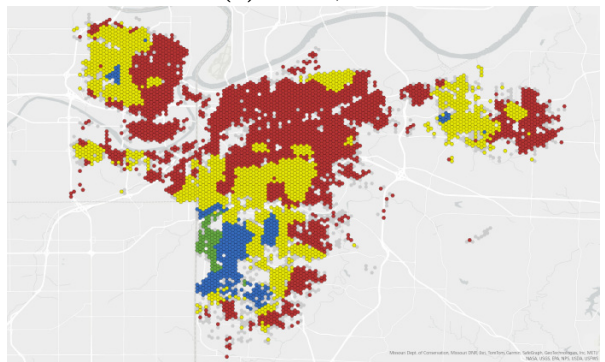 Missouri Dept. of Conservation, Missouri DNR, Esri, TomTom, Garmin, SafeGraph, GeoTechnologies, Inc, METI/
NASA, USGS, EPA, NPS, USDA, USFWS